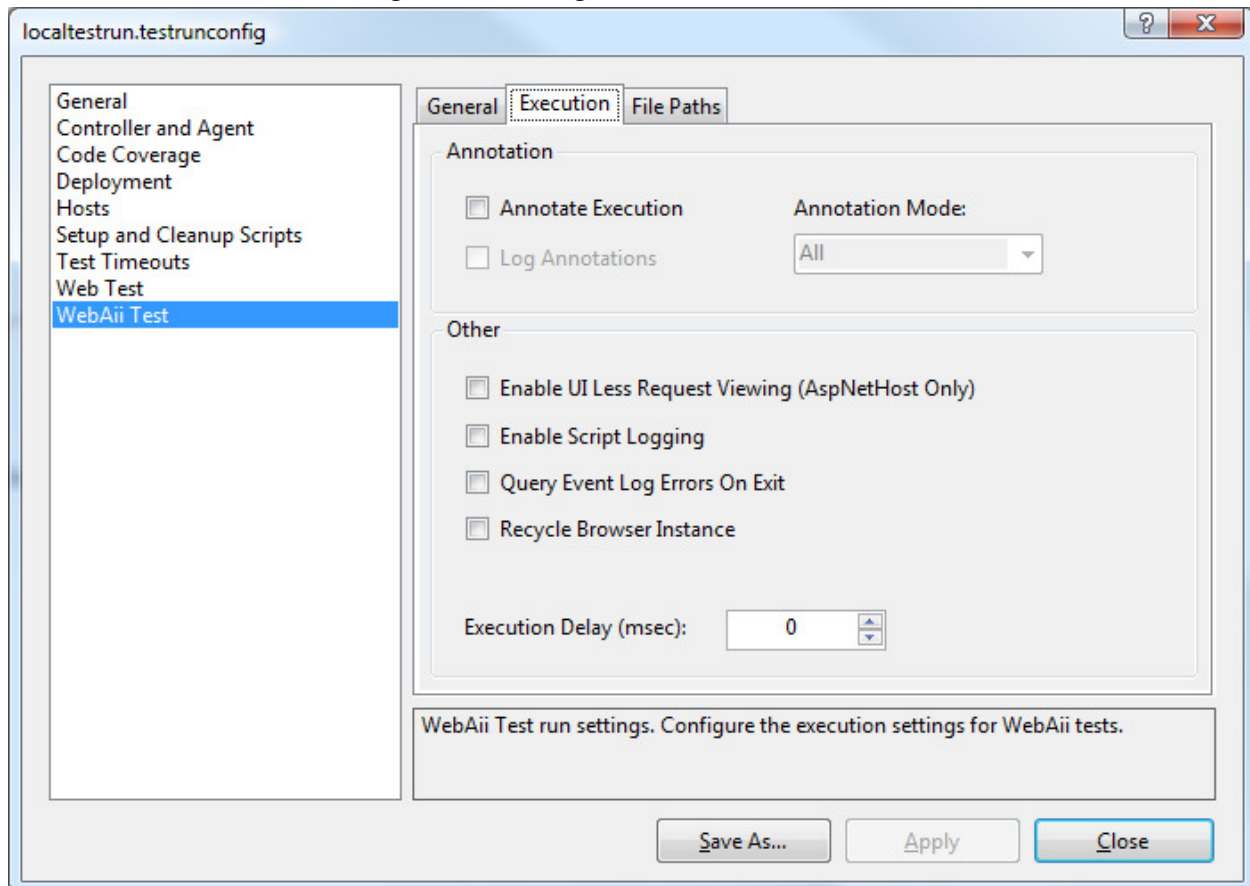 localtestrun.testrunconfig
General
Controller and Agent
Code Coverage
Deployment
Hosts
Setup and Cleanup Scripts
Test Timeouts
Web Test
WebAii Test
General Execution File Paths
Annotation
Annotate Execution Annotation Mode:
Log Annotations All
Other
Enable UI Less Request Viewing (AspNetHost Only)
Enable Script Logging
Query Event Log Errors On Exit
Recycle Browser Instance
Execution Delay (msec): 0
WebAii Test run settings. Configure the execution settings for WebAii tests.
Save As... Apply Close